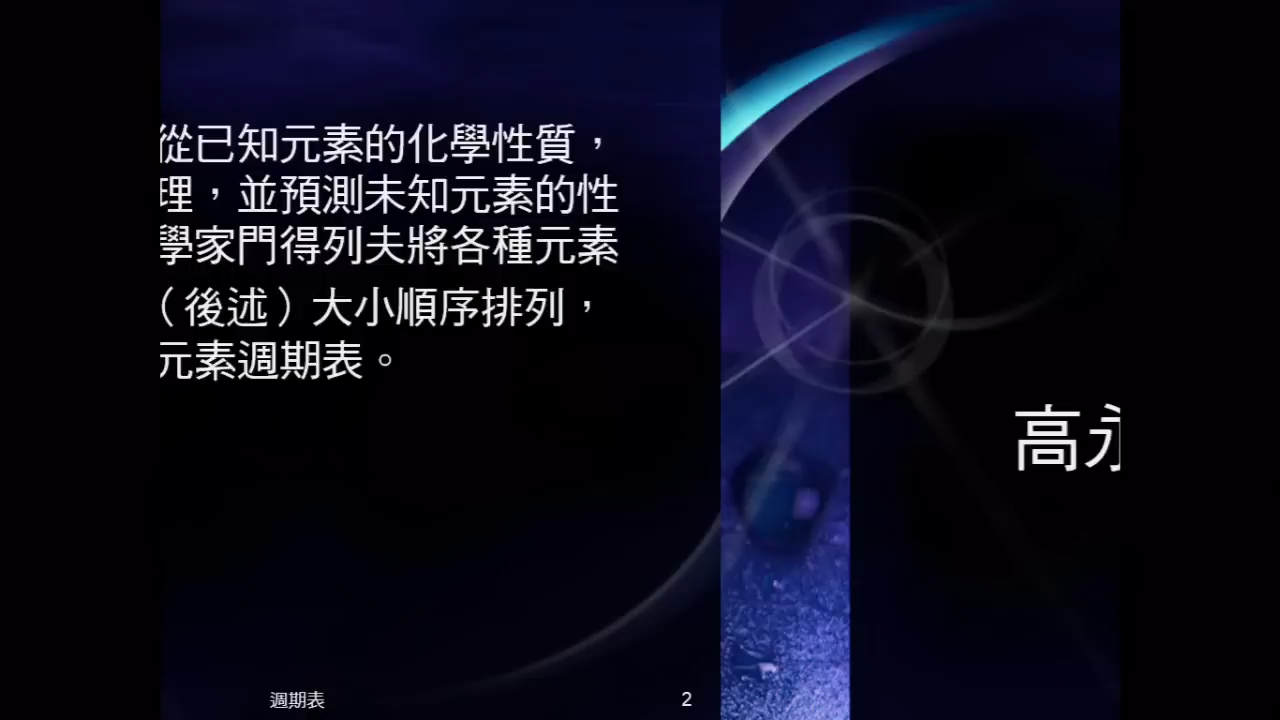 從已知元素的化學性質，
理，並預測未知元素的性
學家門得列夫將各種元素
（後述）大小順序排列，
元素週期表。
高永
週期表
2